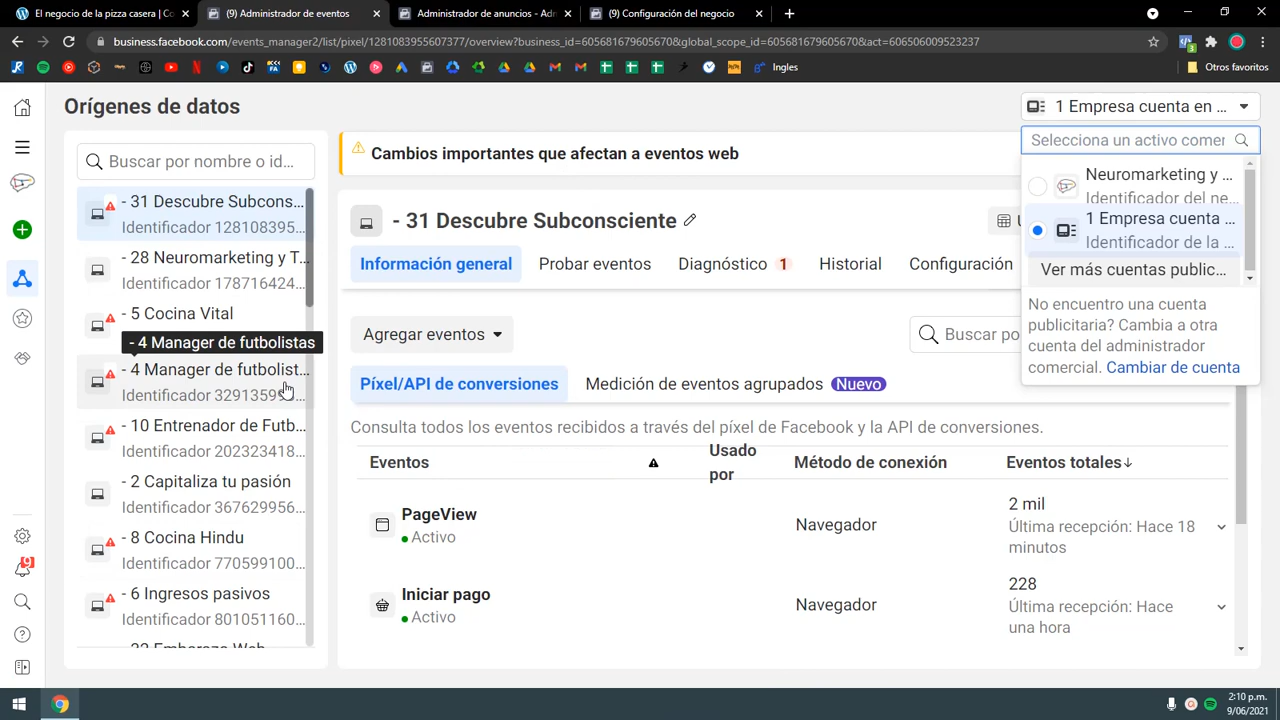 El negocio de la pizza casera | Co
(9) Administrador de eventos
Administrador de anuncios - Adm
(9) Configuración del negocio
business.facebook.com/events_manager2/list/pixel/1281083955607377/overview?business_id=605681679605670&global_scope_id=605681679605670&act=606506009523237
Ingles
Otros favoritos
Orígenes de datos
1 Empresa cuenta en ...
Buscar por nombre o id...
Cambios importantes que afectan a eventos web
Selecciona un activo comer
Neuromarketing y ...
Identificador del ne...
1 Empresa cuenta ...
Identificador de la ...
Ver más cuentas public...
No encuentro una cuenta
publicitaria? Cambia a otra
cuenta del administrador
comercial. Cambiar de cuenta
- 31 Descubre Subcons...
Identificador 128108395...
- 28 Neuromarketing y T...
Identificador 178716424...
- 5 Cocina Vital
- 4 Manager de futbolistas
- 4 Manager de futbolist...
Identificador 3291359...
- 10 Entrenador de Futb...
Identificador 202323418...
- 2 Capitaliza tu pasión
Identificador 367629956...
- 8 Cocina Hindu
Identificador 770599100...
- 6 Ingresos pasivos
Identificador 801051160...
- 31 Descubre Subconsciente
Información general
Probar eventos
Diagnóstico 1
Historial
Configuración
Agregar eventos
Buscar po
Píxel/API de conversiones
Medición de eventos agrupados Nuevo
Consulta todos los eventos recibidos a través del píxel de Facebook y la API de conversiones.
Eventos
Usado
por
Método de conexión
Eventos totales↓
PageView
Activo
Navegador
2 mil
Última recepción: Hace 18
minutos
Iniciar pago
Activo
Navegador
228
Última recepción: Hace
una hora
9
2:10 p.m.
9/06/2021